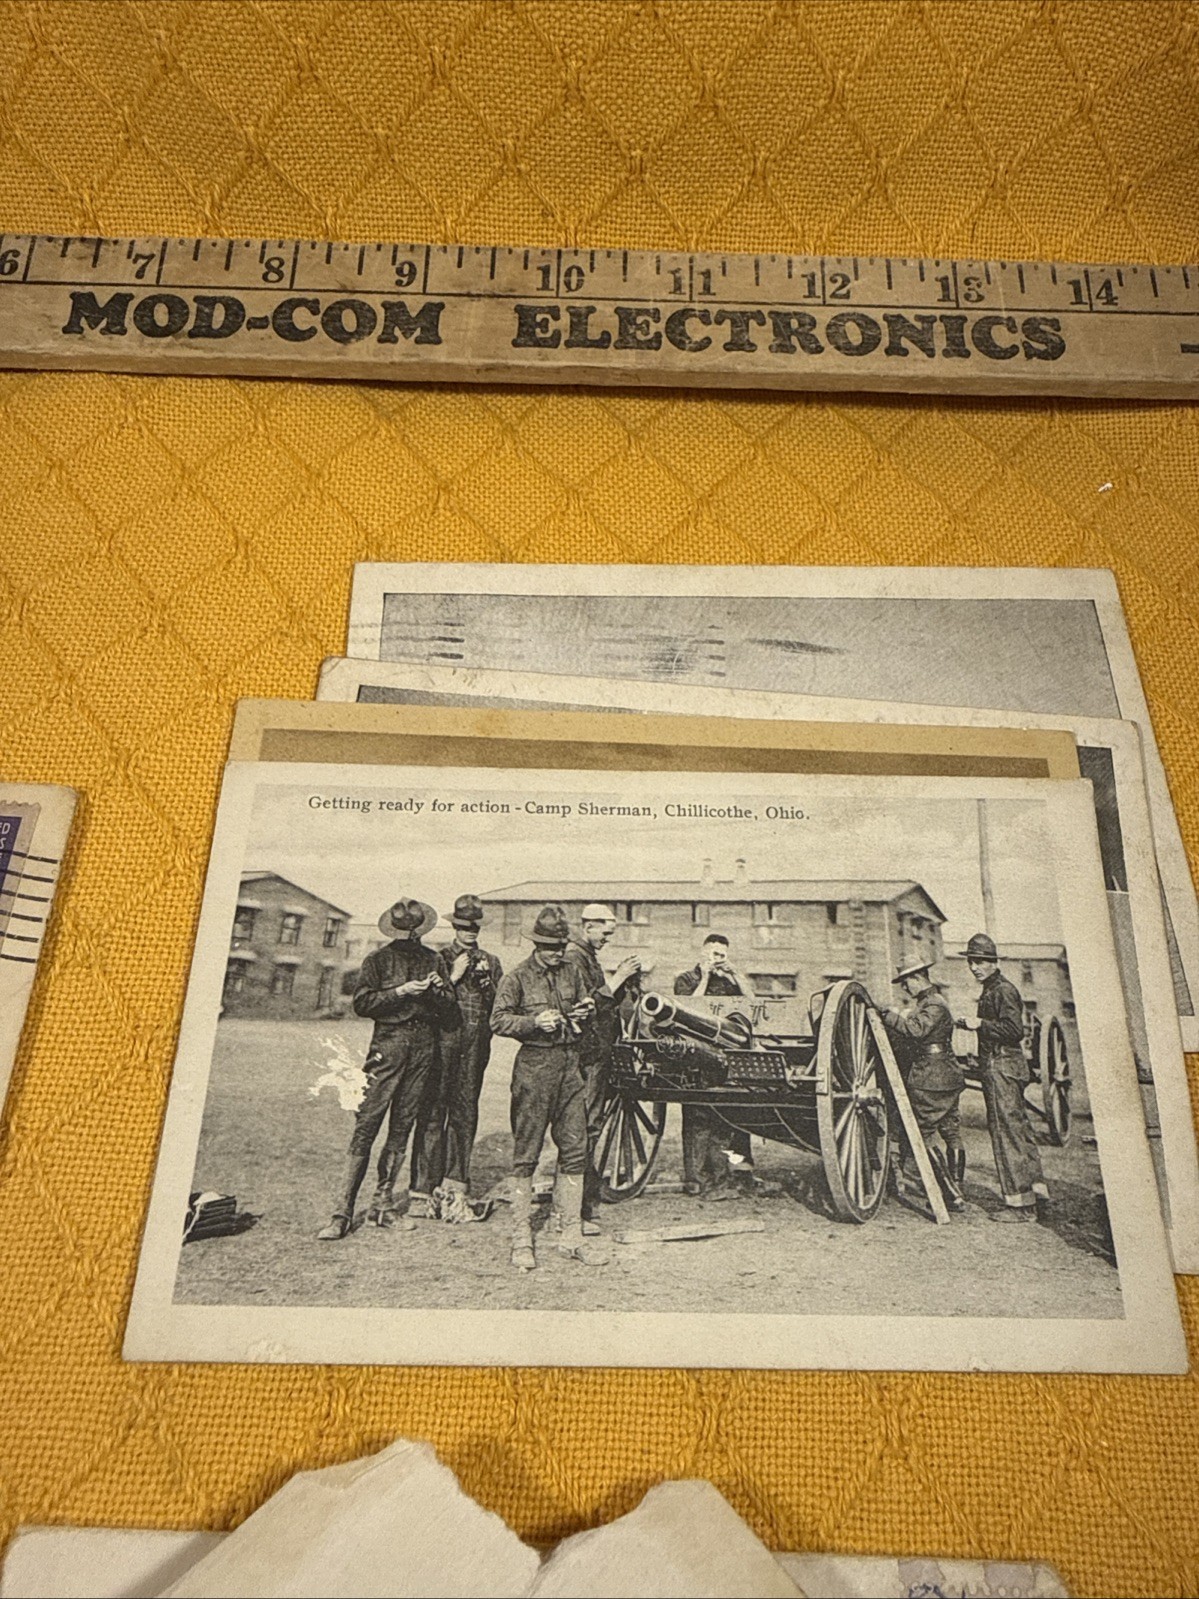 6 7 8 9 10 11 12 13 14
MOD-COM ELECTRONICS -
Getting ready for action - Camp Sherman, Chillicothe, Ohio.